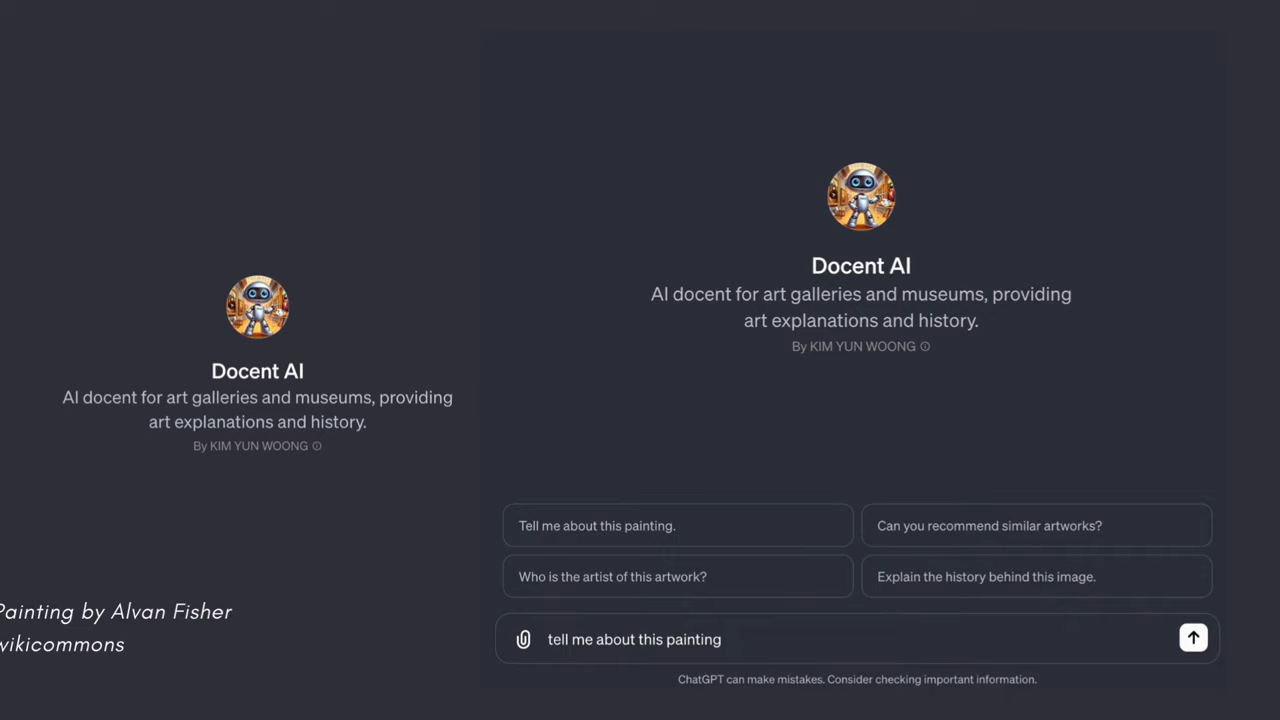 Docent AI
AI docent for art galleries and museums, providing
art explanations and history.
By KIM YUN WOONG
Painting by Alvan Fisher
wikicommons
Docent AI
AI docent for art galleries and museums, providing
art explanations and history.
By KIM YUN WOONG
Tell me about this painting.
Can you recommend similar artworks?
Who is the artist of this artwork?
Explain the history behind this image.
tell me about this painting
ChatGPT can make mistakes. Consider checking important information.